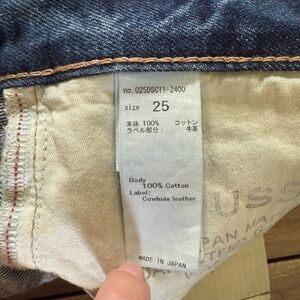 no. 025DSC11-2400
size 25
本体 100% コットン
ラベル部分: 牛革
Body
100% Cotton
Label:
Cowhide leather
MADE IN JAPAN